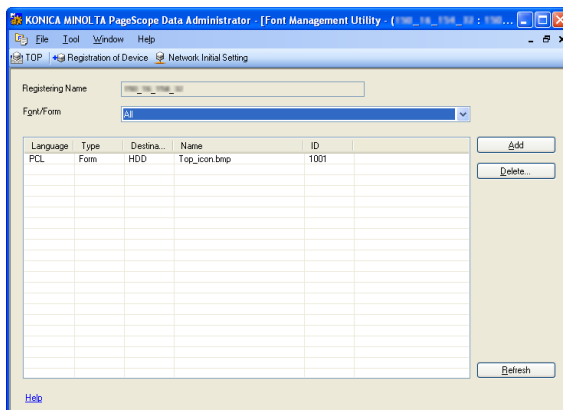 KONICA MINOLTA PageScope Data Administrator - [Font Management Utility - (
File Tool Window Help
TOP Registration of Device Network Initial Setting
Registering Name
Font/Form All
Language Type Destina... Name ID
PCL Form HDD Top_icon.bmp 1001
Add
Delete...
Refresh
Help